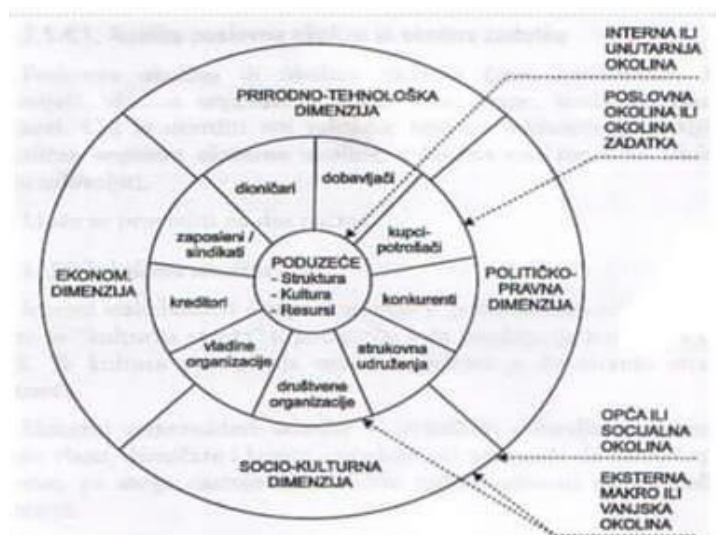 INTERNA ILI
UNUTARNJA
OKOLINA
POSLOVNA
OKOLINA ILI
OKOLINA
ZADATKA
PRIRODNO-TEHNOLOŠKA
DIMENZIJA
dioničari
dobavljači
zaposleni /
sindikati
kupci-
potrošači
EKONOM.
DIMENZIJA
PODUZEĆE
- Struktura
- Kultura
- Resursi
POLITIČKO-
PRAVNA
DIMENZIJA
kreditori
konkurenti
vladine
organizacije
strukovna
udruženja
društvene
organizacije
SOCIO-KULTURNA
DIMENZIJA
OPĆA ILI
SOCIJALNA
OKOLINA
EKSTERNA,
MAKRO ILI
VANJSKA
OKOLINA